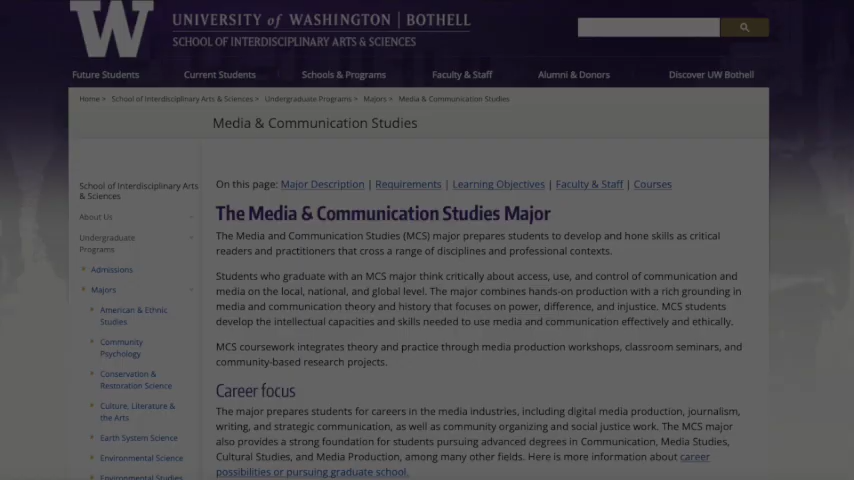 W
UNIVERSITY of WASHINGTON | BOTHELL
SCHOOL OF INTERDISCIPLINARY ARTS & SCIENCES
Future Students Current Students Schools & Programs Faculty & Staff Alumni & Donors Discover UW Bothell
Home > School of Interdisciplinary Arts & Sciences > Undergraduate Programs > Majors > Media & Communication Studies
Media & Communication Studies
School of Interdisciplinary Arts
& Sciences
About Us
Undergraduate
Programs
Admissions
Majors
American & Ethnic
Studies
Community
Psychology
Conservation &
Restoration Science
Culture, Literature &
the Arts
Earth System Science
Environmental Science
Environmental Studies
On this page: Major Description | Requirements | Learning Objectives | Faculty & Staff | Courses
The Media & Communication Studies Major
The Media and Communication Studies (MCS) major prepares students to develop and hone skills as critical
readers and practitioners that cross a range of disciplines and professional contexts.
Students who graduate with an MCS major think critically about access, use, and control of communication and
media on the local, national, and global level. The major combines hands-on production with a rich grounding in
media and communication theory and history that focuses on power, difference, and injustice. MCS students
develop the intellectual capacities and skills needed to use media and communication effectively and ethically.
MCS coursework integrates theory and practice through media production workshops, classroom seminars, and
community-based research projects.
Career focus
The major prepares students for careers in the media industries, including digital media production, journalism,
writing, and strategic communication, as well as community organizing and social justice work. The MCS major
also provides a strong foundation for students pursuing advanced degrees in Communication, Media Studies,
Cultural Studies, and Media Production, among many other fields. Here is more information about career
possibilities or pursuing graduate school.